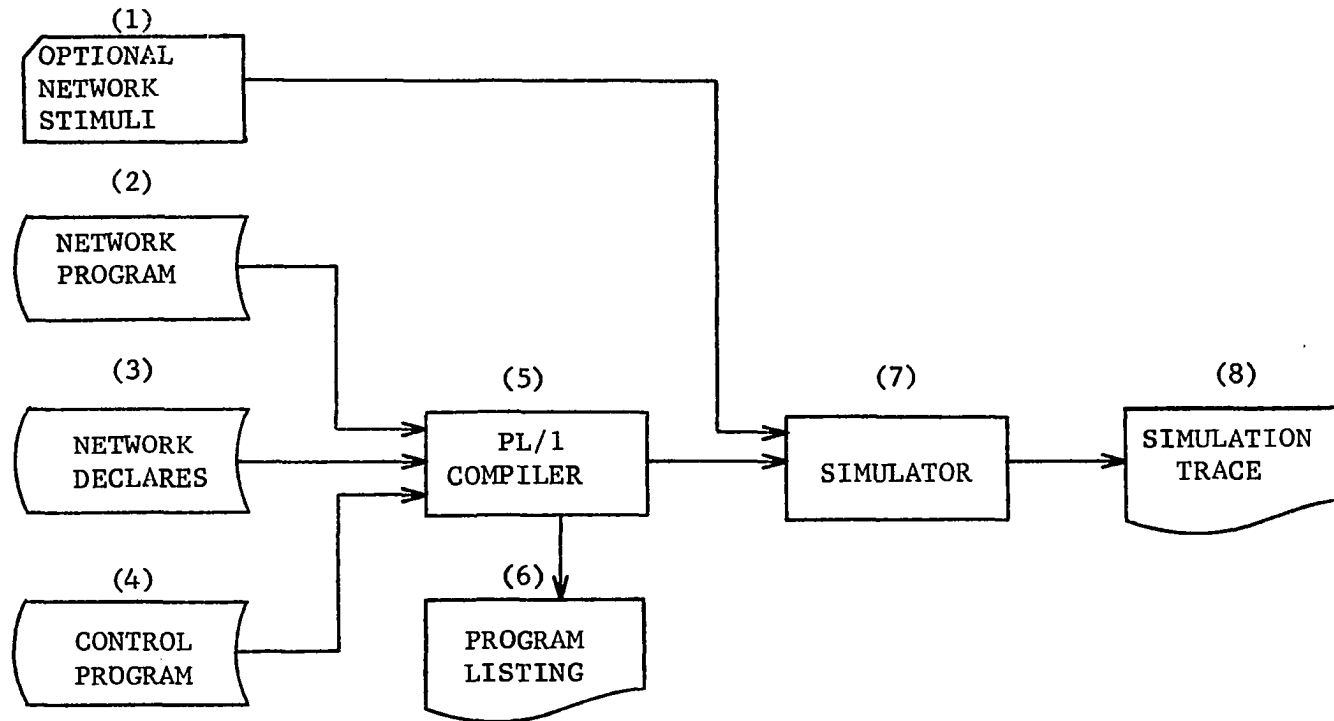 (1)
OPTIONAL
NETWORK
STIMULI
(2)
NETWORK
PROGRAM
(3)
NETWORK
DECLARES
(4)
CONTROL
PROGRAM
(5)
PL/1
COMPILER
(6)
PROGRAM
LISTING
(7)
SIMULATOR
(8)
SIMULATION
TRACE